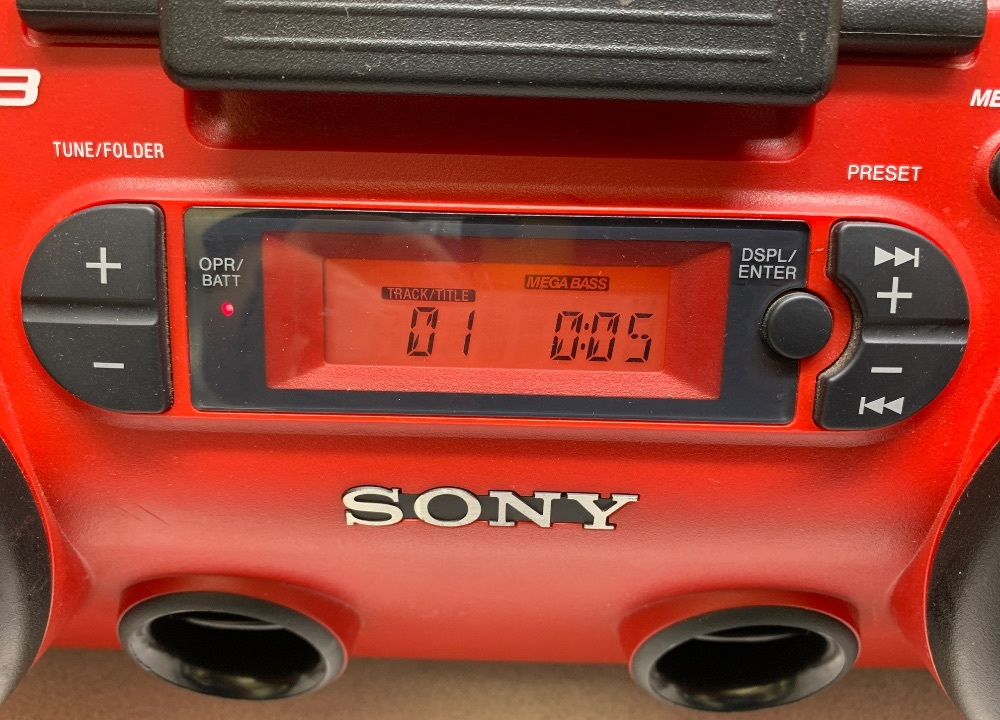 TUNE/FOLDER
PRESET
OPR/
BATT
TRACK/TITLE
MEGA BASS
01 0:05
DSPL/
ENTER
SONY